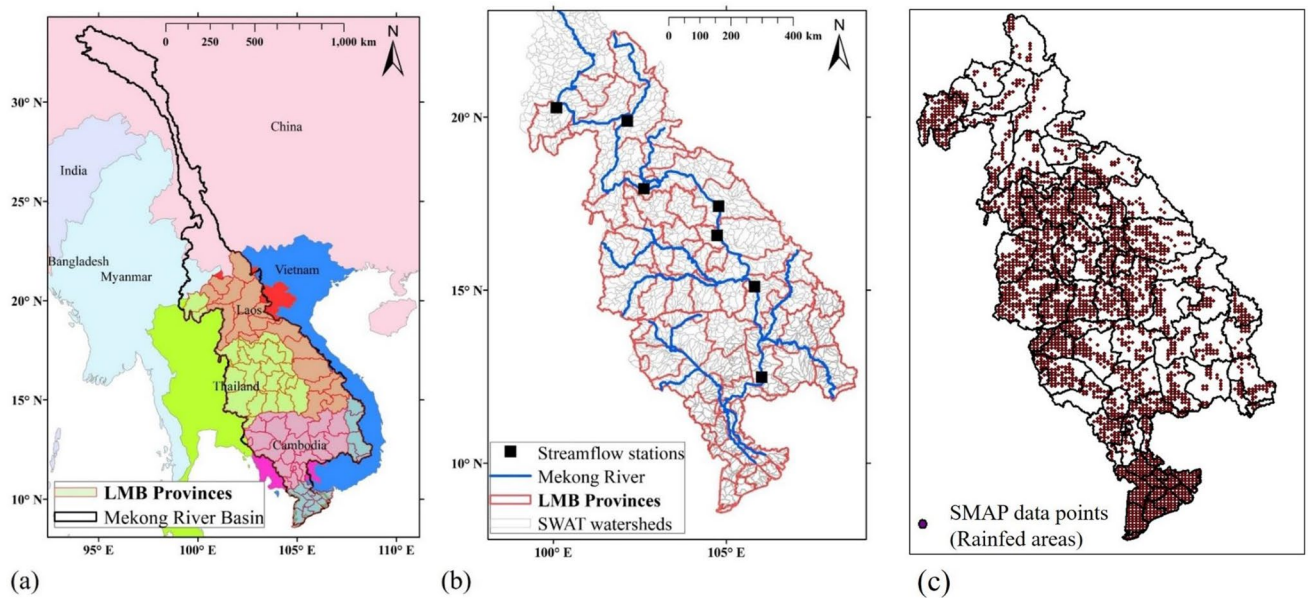 N
0 250 500 1,000 km
30° N
China
India
25° N
Bangladesh
Myanmar
Vietnam
20° N
Laos
Thailand
15° N
Cambodia
LMB Provinces
10° N
Mekong River Basin
95° E 100° E 105° E 110° E
(a)
N
0 100 200 400 km
20° N
15° N
Streamflow stations
10° N
Mekong River
LMB Provinces
SWAT watersheds
100° E 105° E
(b)
SMAP data points
(Rainfed areas)
(c)